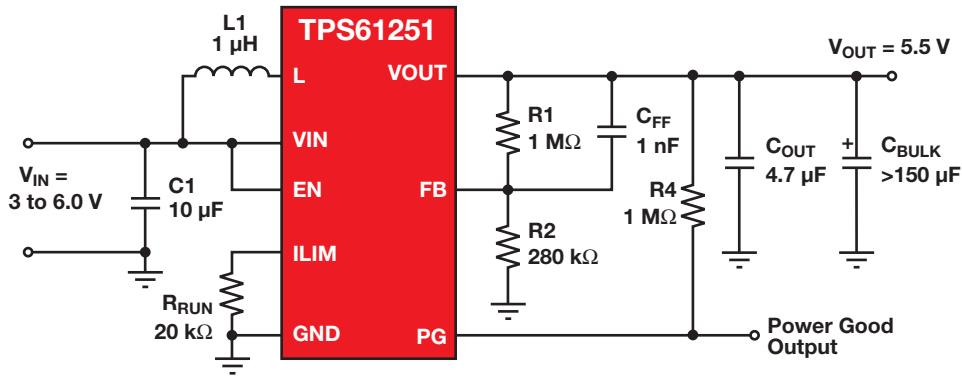 TPS61251
L1
1 µH
L
VOUT
VOUT = 5.5 V
VIN
EN
ILIM
GND
FB
PG
VIN =
3 to 6.0 V
C1
10 µF
RRUN
20 kΩ
R1
1 MΩ
CFF
1 nF
R2
280 kΩ
R4
1 MΩ
COUT
4.7 µF
+
CBULK
>150 µF
Power Good
Output